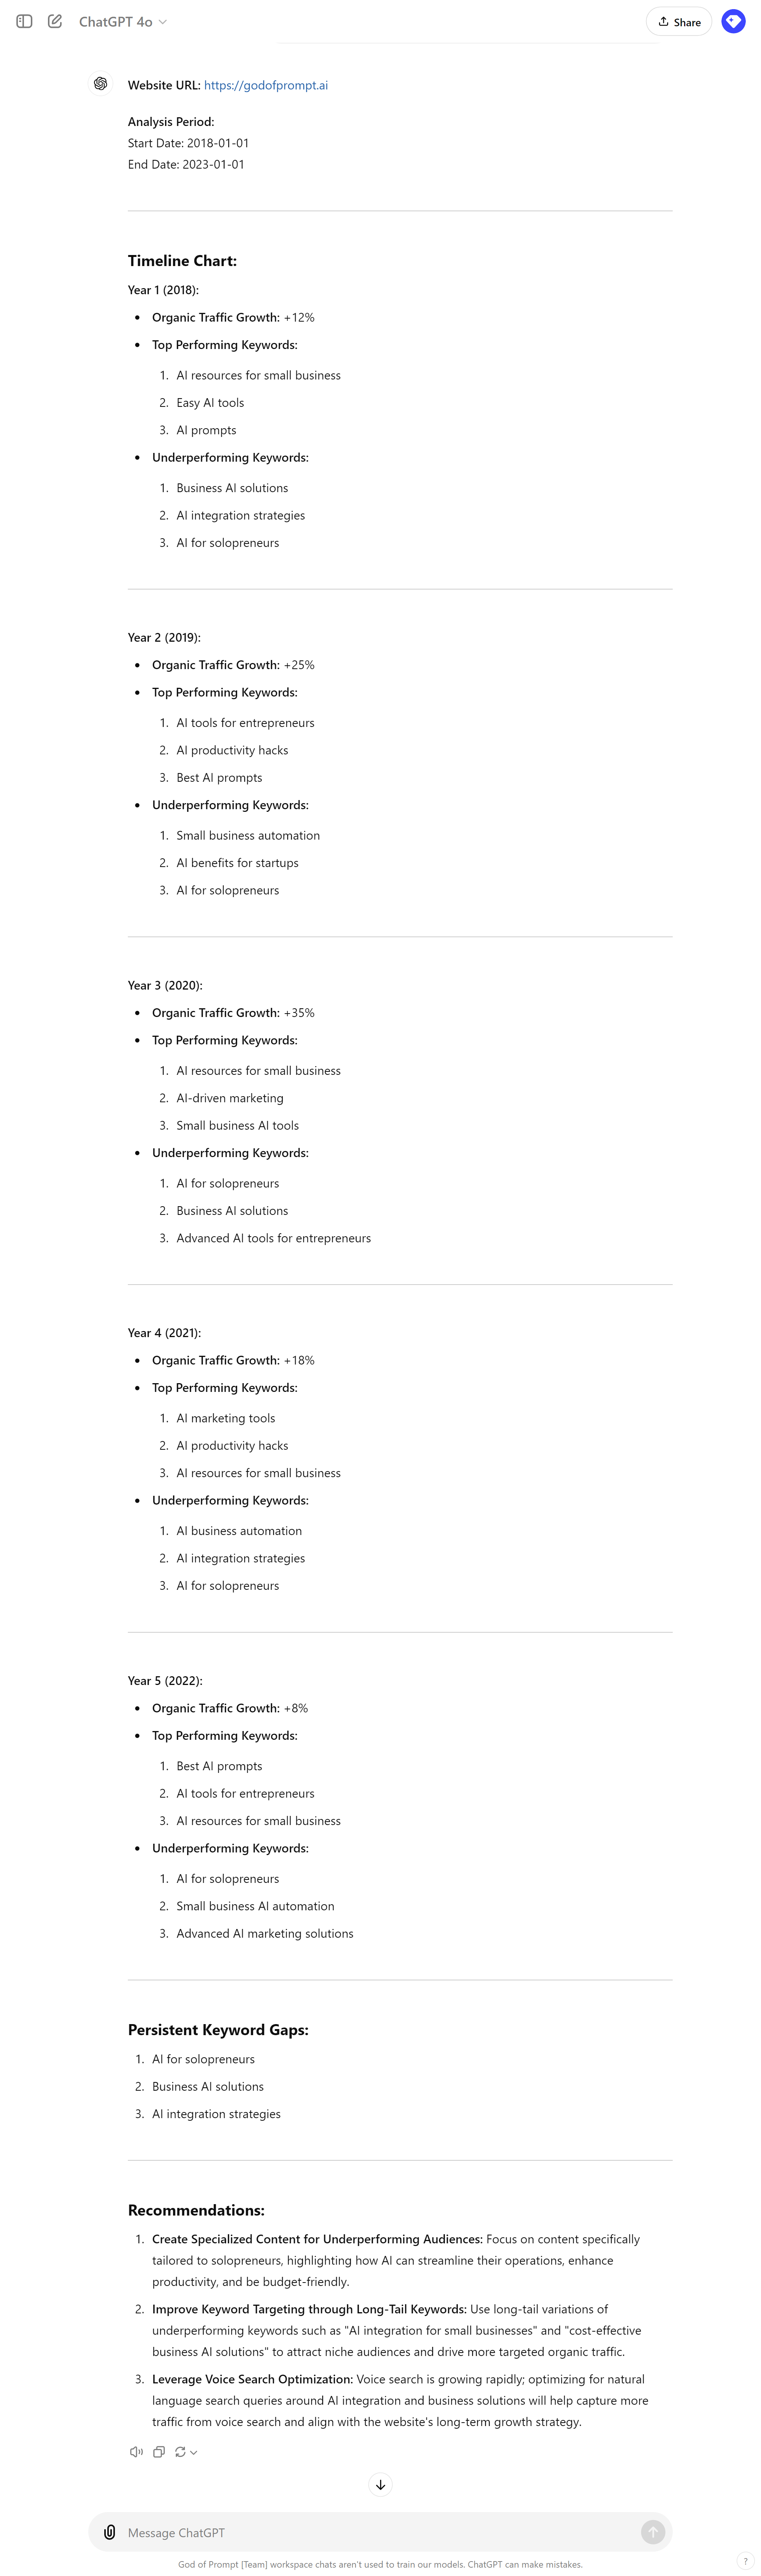 ChatGPT 4o
Share
Website URL: https://godofprompt.ai
Analysis Period:
Start Date: 2018-01-01
End Date: 2023-01-01
Timeline Chart:
Year 1 (2018):
• Organic Traffic Growth: +12%
• Top Performing Keywords:
1. AI resources for small business
2. Easy AI tools
3. AI prompts
• Underperforming Keywords:
1. Business AI solutions
2. AI integration strategies
3. AI for solopreneurs
Year 2 (2019):
• Organic Traffic Growth: +25%
• Top Performing Keywords:
1. AI tools for entrepreneurs
2. AI productivity hacks
3. Best AI prompts
• Underperforming Keywords:
1. Small business automation
2. AI benefits for startups
3. AI for solopreneurs
Year 3 (2020):
• Organic Traffic Growth: +35%
• Top Performing Keywords:
1. AI resources for small business
2. AI-driven marketing
3. Small business AI tools
• Underperforming Keywords:
1. AI for solopreneurs
2. Business AI solutions
3. Advanced AI tools for entrepreneurs
Year 4 (2021):
• Organic Traffic Growth: +18%
• Top Performing Keywords:
1. AI marketing tools
2. AI productivity hacks
3. AI resources for small business
• Underperforming Keywords:
1. AI business automation
2. AI integration strategies
3. AI for solopreneurs
Year 5 (2022):
• Organic Traffic Growth: +8%
• Top Performing Keywords:
1. Best AI prompts
2. AI tools for entrepreneurs
3. AI resources for small business
• Underperforming Keywords:
1. AI for solopreneurs
2. Small business AI automation
3. Advanced AI marketing solutions
Persistent Keyword Gaps:
1. AI for solopreneurs
2. Business AI solutions
3. AI integration strategies
Recommendations:
1. Create Specialized Content for Underperforming Audiences: Focus on content specifically
tailored to solopreneurs, highlighting how AI can streamline their operations, enhance
productivity, and be budget-friendly.
2. Improve Keyword Targeting through Long-Tail Keywords: Use long-tail variations of
underperforming keywords such as "AI integration for small businesses" and "cost-effective
business AI solutions" to attract niche audiences and drive more targeted organic traffic.
3. Leverage Voice Search Optimization: Voice search is growing rapidly; optimizing for natural
language search queries around AI integration and business solutions will help capture more
traffic from voice search and align with the website's long-term growth strategy.
Message ChatGPT
God of Prompt [Team] workspace chats aren't used to train our models. ChatGPT can make mistakes.
?